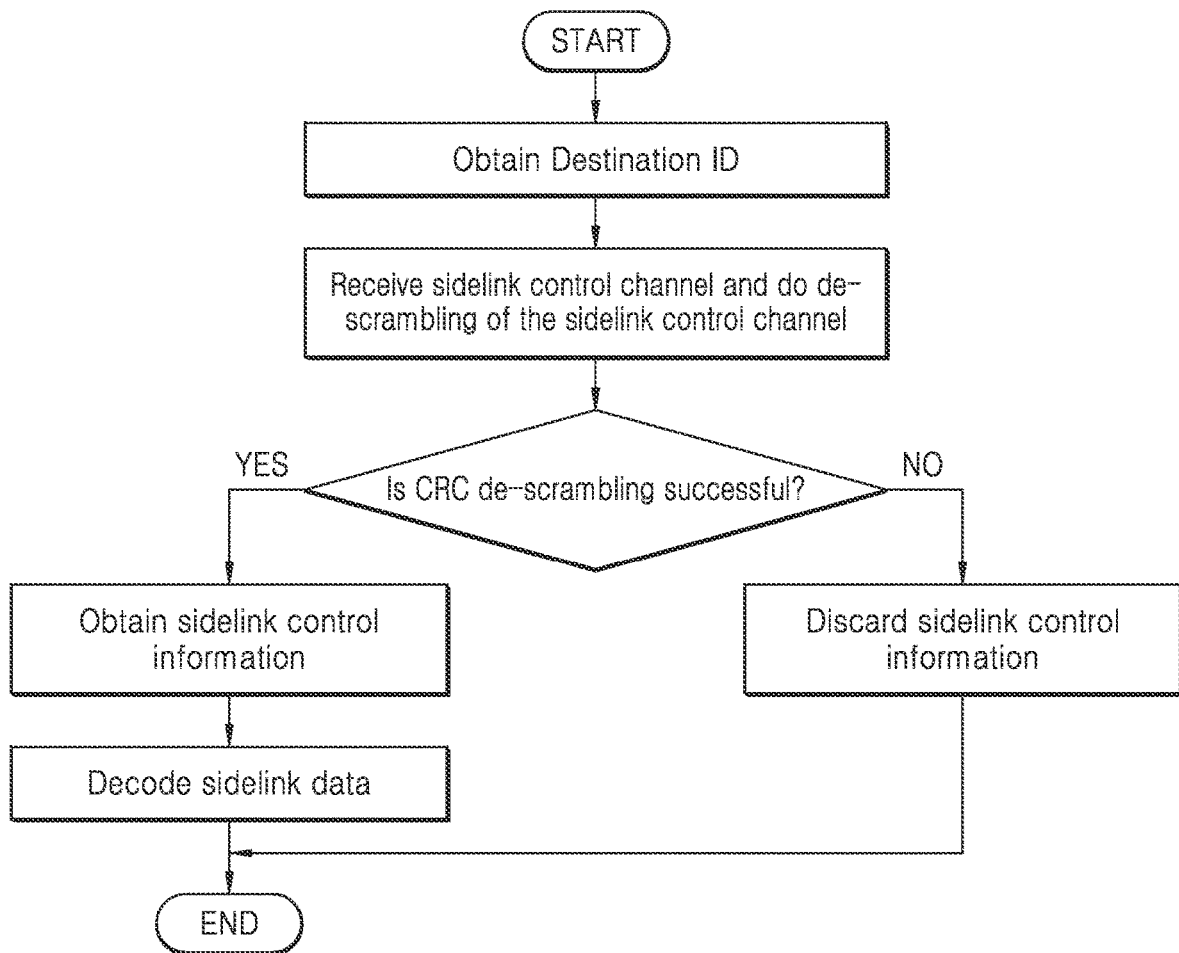 START
Obtain Destination ID
Receive sidelink control channel and do de-
scrambling of the sidelink control channel
YES
NO
Is CRC de-scrambling successful?
Obtain sidelink control
information
Discard sidelink control
information
Decode sidelink data
END